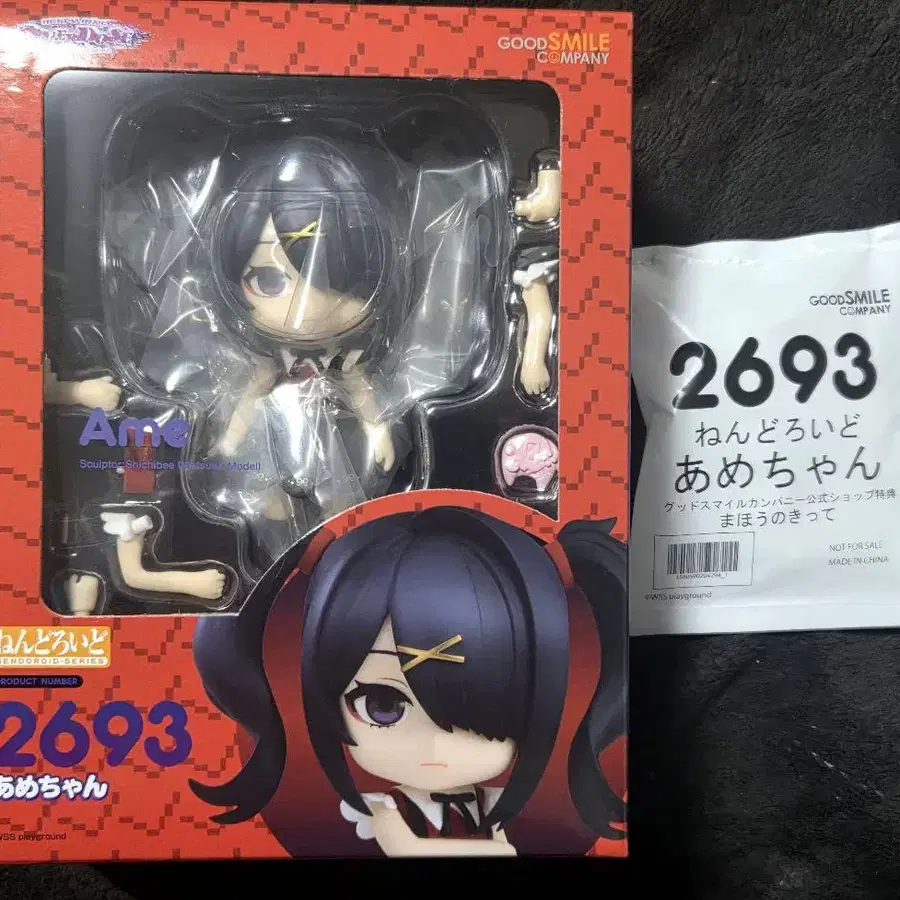 GOOD SMILE
COMPANY
Ame
Sculptor: Shichibee
Model)
ねんどろいど
NENDOROID-SERIES
PRODUCT NUMBER
2693
あめちゃん
WSS playground
GOOD SMILE
COMPANY
2693
ねんどろいど
あめちゃん
グッドスマイルカンパニー公式ショップ特典
まほうのきって
NOT FOR SALE
MADE IN CHINA
©WSS playground